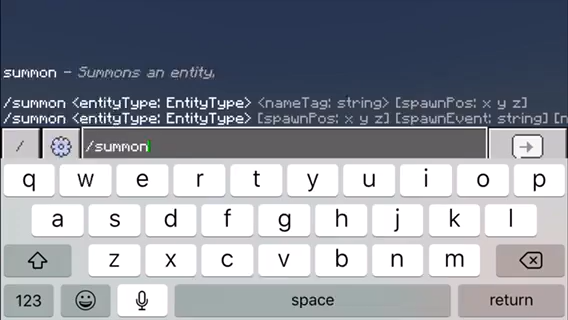 summon – Summons an entity.
/summon <entityType: EntityType> <nameTag: string> [spawnPos: x y z]
/summon <entityType: EntityType> [spawnPos: x y z] [spawnEvent: string] [n
/ /summon
q w e r t y u i o p
a s d f g h j k l
z x c v b n m
123 space return